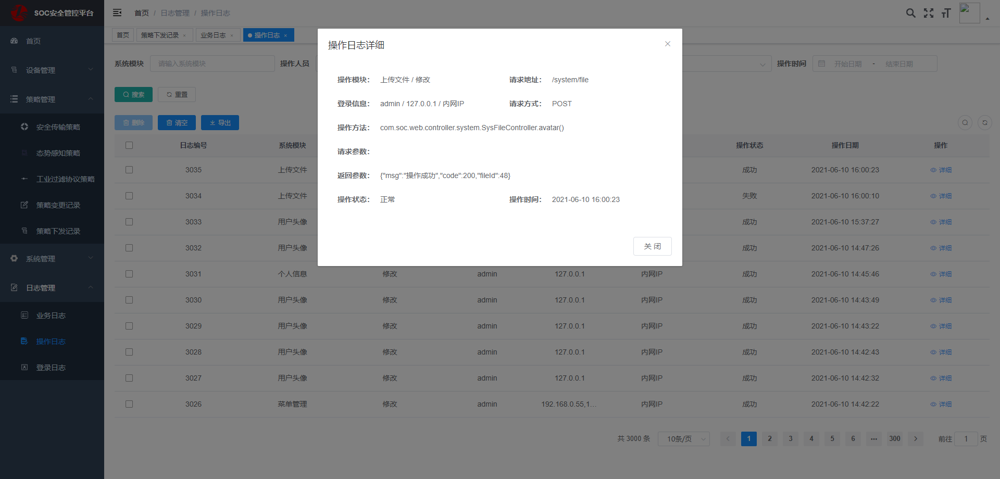 SOC安全管控平台
首页 / 日志管理 / 操作日志
首页
策略下发记录 ×
业务日志 ×
操作日志 ×
首页
设备管理
策略管理
安全传输策略
态势感知策略
工业过滤协议策略
策略变更记录
策略下发记录
系统管理
日志管理
业务日志
操作日志
登录日志
系统模块 请输入系统模块 操作人员 操作时间 开始日期 - 结束日期
搜索 重置
删除 清空 导出
日志编号 系统模块 操作状态 操作日期 操作
3035 上传文件 成功 2021-06-10 16:00:23 详细
3034 上传文件 失败 2021-06-10 16:00:10 详细
3033 用户头像 成功 2021-06-10 15:37:27 详细
3032 用户头像 成功 2021-06-10 14:47:26 详细
3031 个人信息 修改 admin 127.0.0.1 内网IP 成功 2021-06-10 14:45:46 详细
3030 用户头像 修改 admin 127.0.0.1 内网IP 成功 2021-06-10 14:43:49 详细
3029 用户头像 修改 admin 127.0.0.1 内网IP 成功 2021-06-10 14:43:22 详细
3028 用户头像 修改 admin 127.0.0.1 内网IP 成功 2021-06-10 14:42:43 详细
3027 用户头像 修改 admin 127.0.0.1 内网IP 成功 2021-06-10 14:42:32 详细
3026 菜单管理 修改 admin 192.168.0.55,1... 内网IP 成功 2021-06-10 14:42:22 详细
共 3000 条 10条/页 1 2 3 4 5 6 ••• 300 前往 1 页
操作日志详细
操作模块： 上传文件 / 修改 请求地址： /system/file
登录信息： admin / 127.0.0.1 / 内网IP 请求方式： POST
操作方法： com.soc.web.controller.system.SysFileController.avatar()
请求参数：
返回参数： {"msg":"操作成功","code":200,"fileId":48}
操作状态： 正常 操作时间： 2021-06-10 16:00:23
关 闭